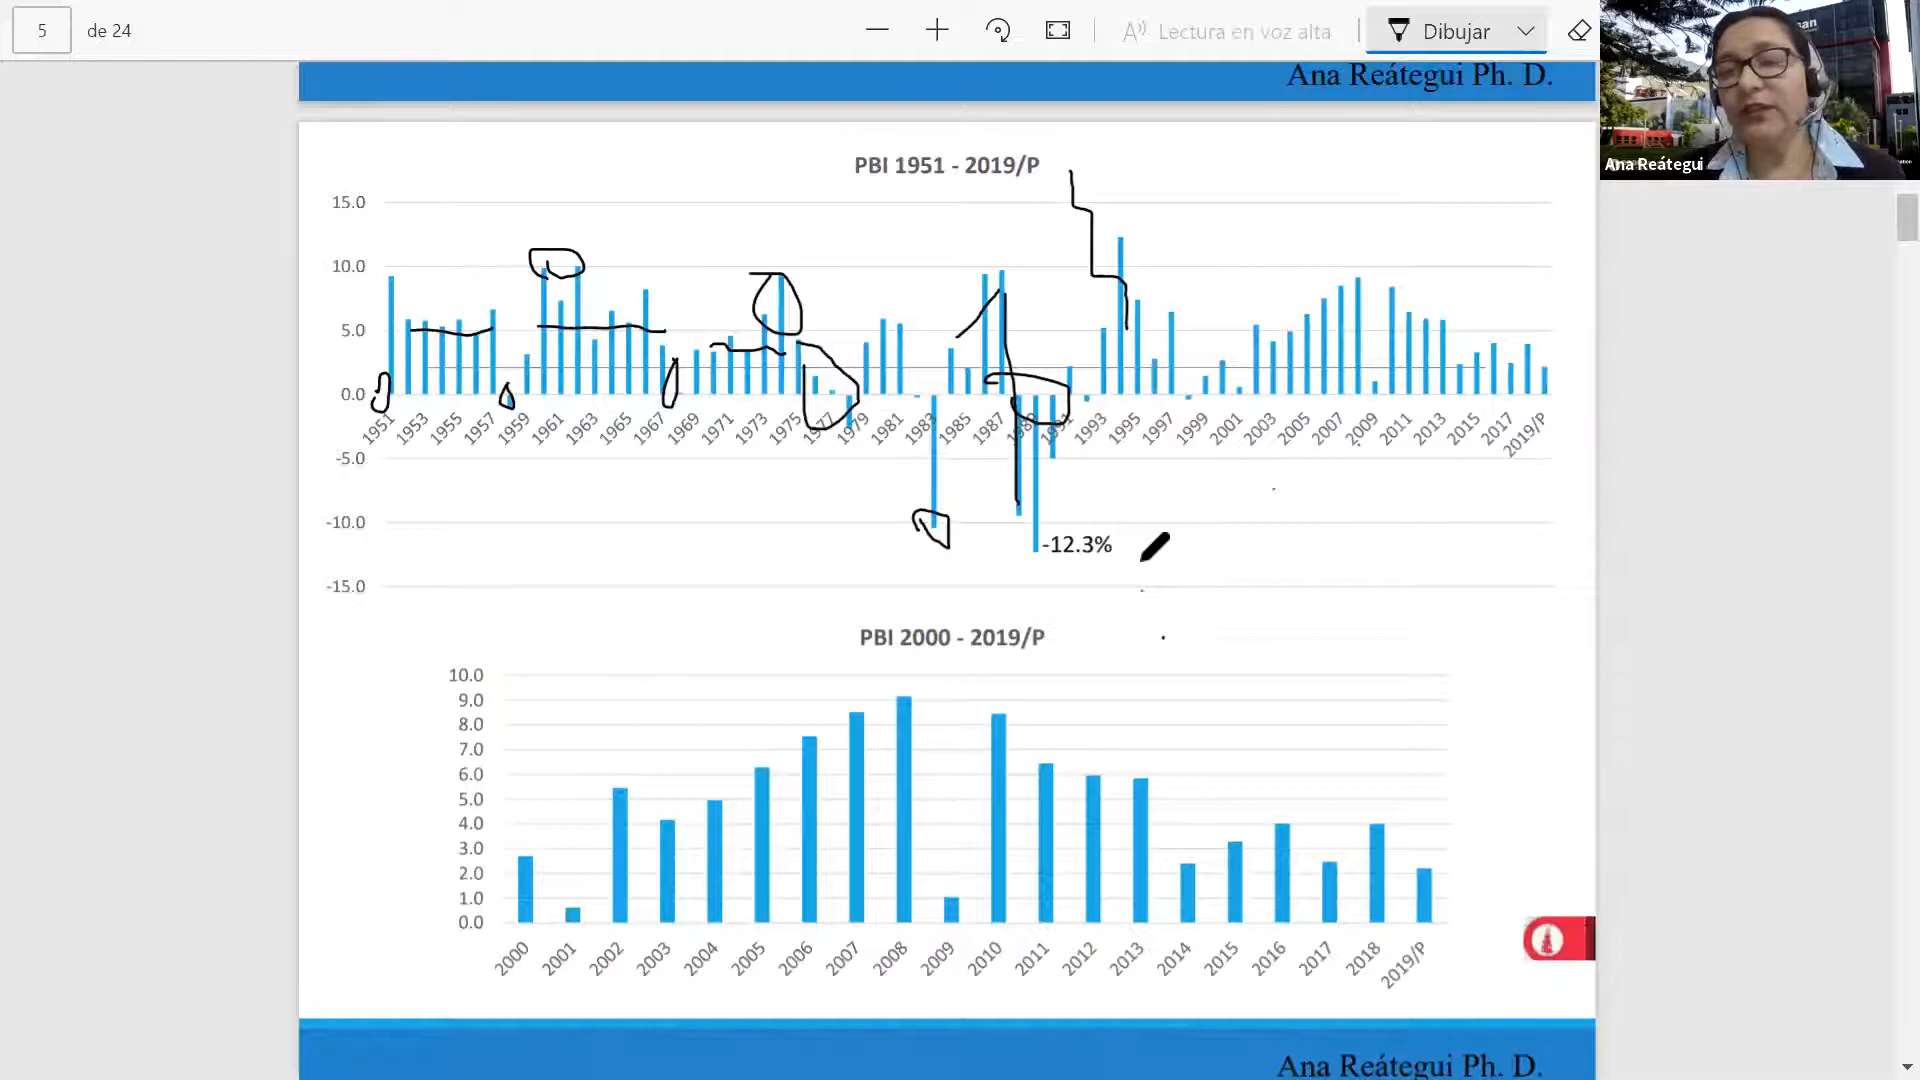 5 de 24 Lectura en voz alta Dibujar
Ana Reátegui Ph. D.
Ana Reátegui
PBI 1951 - 2019/P
15.0
10.0
5.0
0.0
-5.0
-10.0
-15.0
1951 1953 1955 1957 1959 1961 1963 1965 1967 1969 1971 1973 1975 1977 1979 1981 1983 1985 1987 1989 1991 1993 1995 1997 1999 2001 2003 2005 2007 2009 2011 2013 2015 2017 2019/P
-12.3%
PBI 2000 - 2019/P
10.0
9.0
8.0
7.0
6.0
5.0
4.0
3.0
2.0
1.0
0.0
2000 2001 2002 2003 2004 2005 2006 2007 2008 2009 2010 2011 2012 2013 2014 2015 2016 2017 2018 2019/P
Ana Reátegui Ph. D.